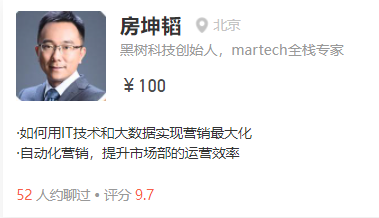 房坤韬 北京
黑树科技创始人，martech全栈专家
￥100
·如何用IT技术和大数据实现营销最大化
·自动化营销，提升市场部的运营效率
52 人约聊过 • 评分 9.7